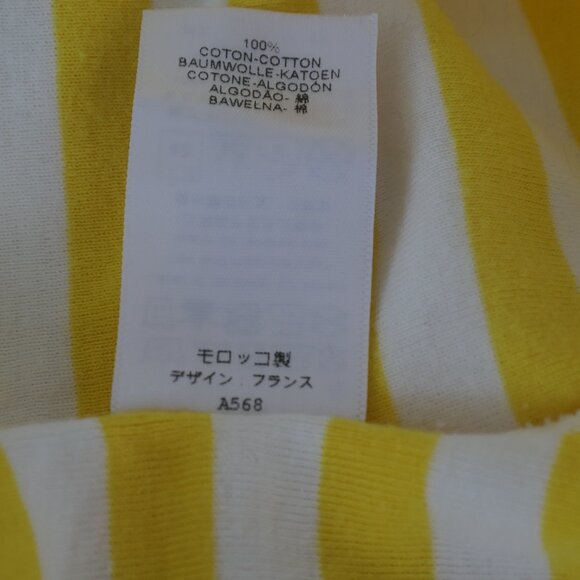 100%
COTON-COTTON
BAUMWOLLE-KATOEN
COTONE-ALGODÓN
ALGODÃO- 綿
BAWEŁNA- 棉
モロッコ製
デザイン : フランス
A568